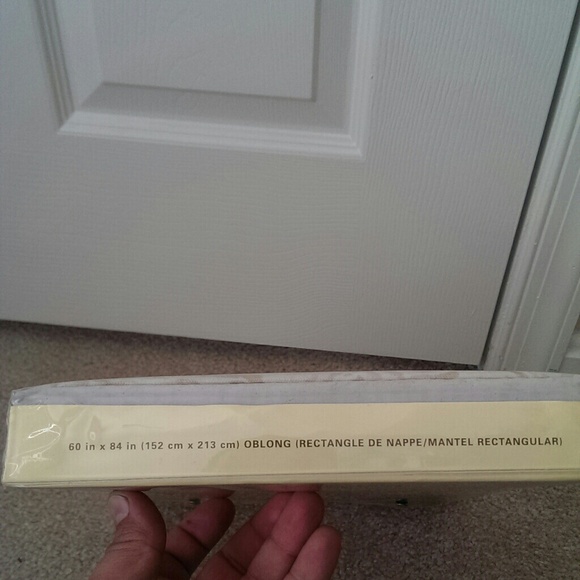 60 in x 84 in (152 cm x 213 cm) OBLONG (RECTANGLE DE NAPPE/MANTEL RECTANGULAR)